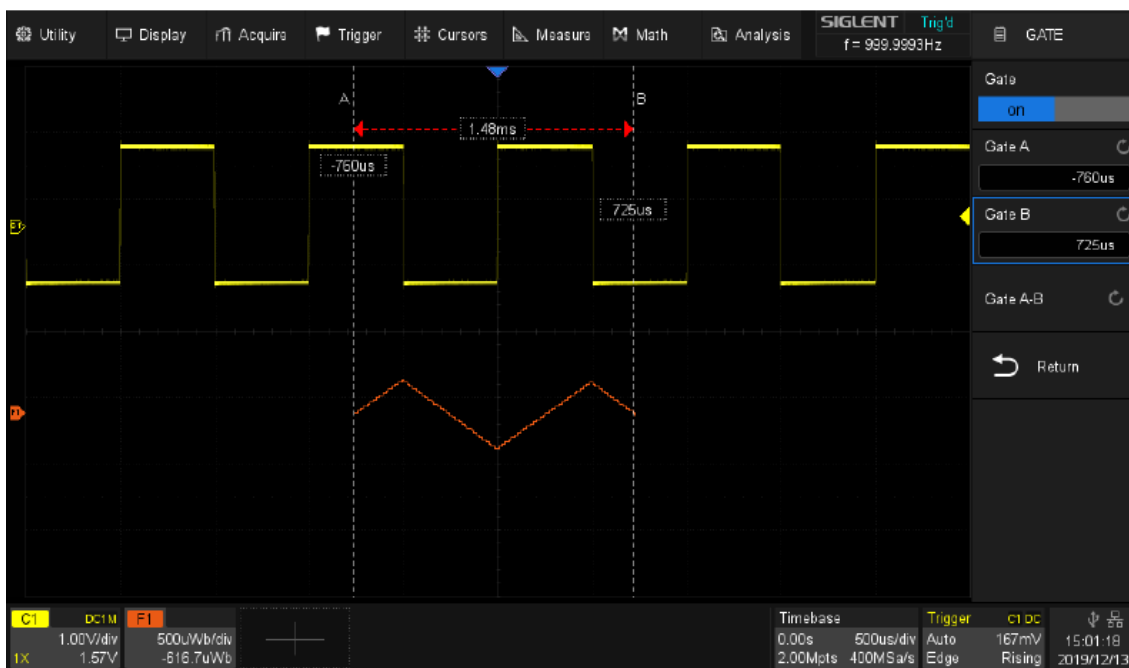 Utility Display Acquire Trigger Cursors Measure Math Analysis SIGLENT Trig'd
f = 999.9993Hz
GATE
Gate
on
Gate A
-760us
Gate B
725us
Gate A-B
Return
A B
1.48ms
-760us
725us
C1 DC1M
1.00V/div
1X 1.57V
F1
500uWb/div
-616.7uWb
Timebase
0.00s 500us/div
2.00Mpts 400MSa/s
Trigger C1 DC
Auto 167mV
Edge Rising
15:01:18
2019/12/13